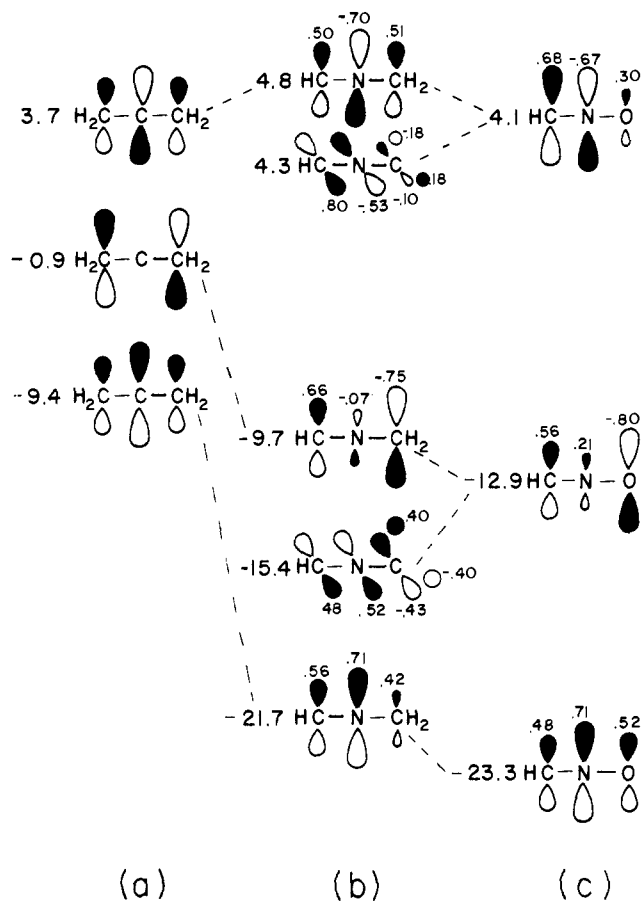 .50 -.70 .51
3.7 H₂C—C—CH₂
4.8 HC—N—CH₂
.68 -.67 .30
4.1 HC—N—O
4.3 HC—N—C -.18
.80 -.53 -.10 .18
-0.9 H₂C—C—CH₂
-9.4 H₂C—C—CH₂
.66 -.07 -.75
-9.7 HC—N—CH₂
.56 .21 -.80
-12.9 HC—N—O
.40
-15.4 HC—N—C -.40
.48 .52 -.43
.56 .71 .42
-21.7 HC—N—CH₂
.48 .71 .52
-23.3 HC—N—O
(a) (b) (c)